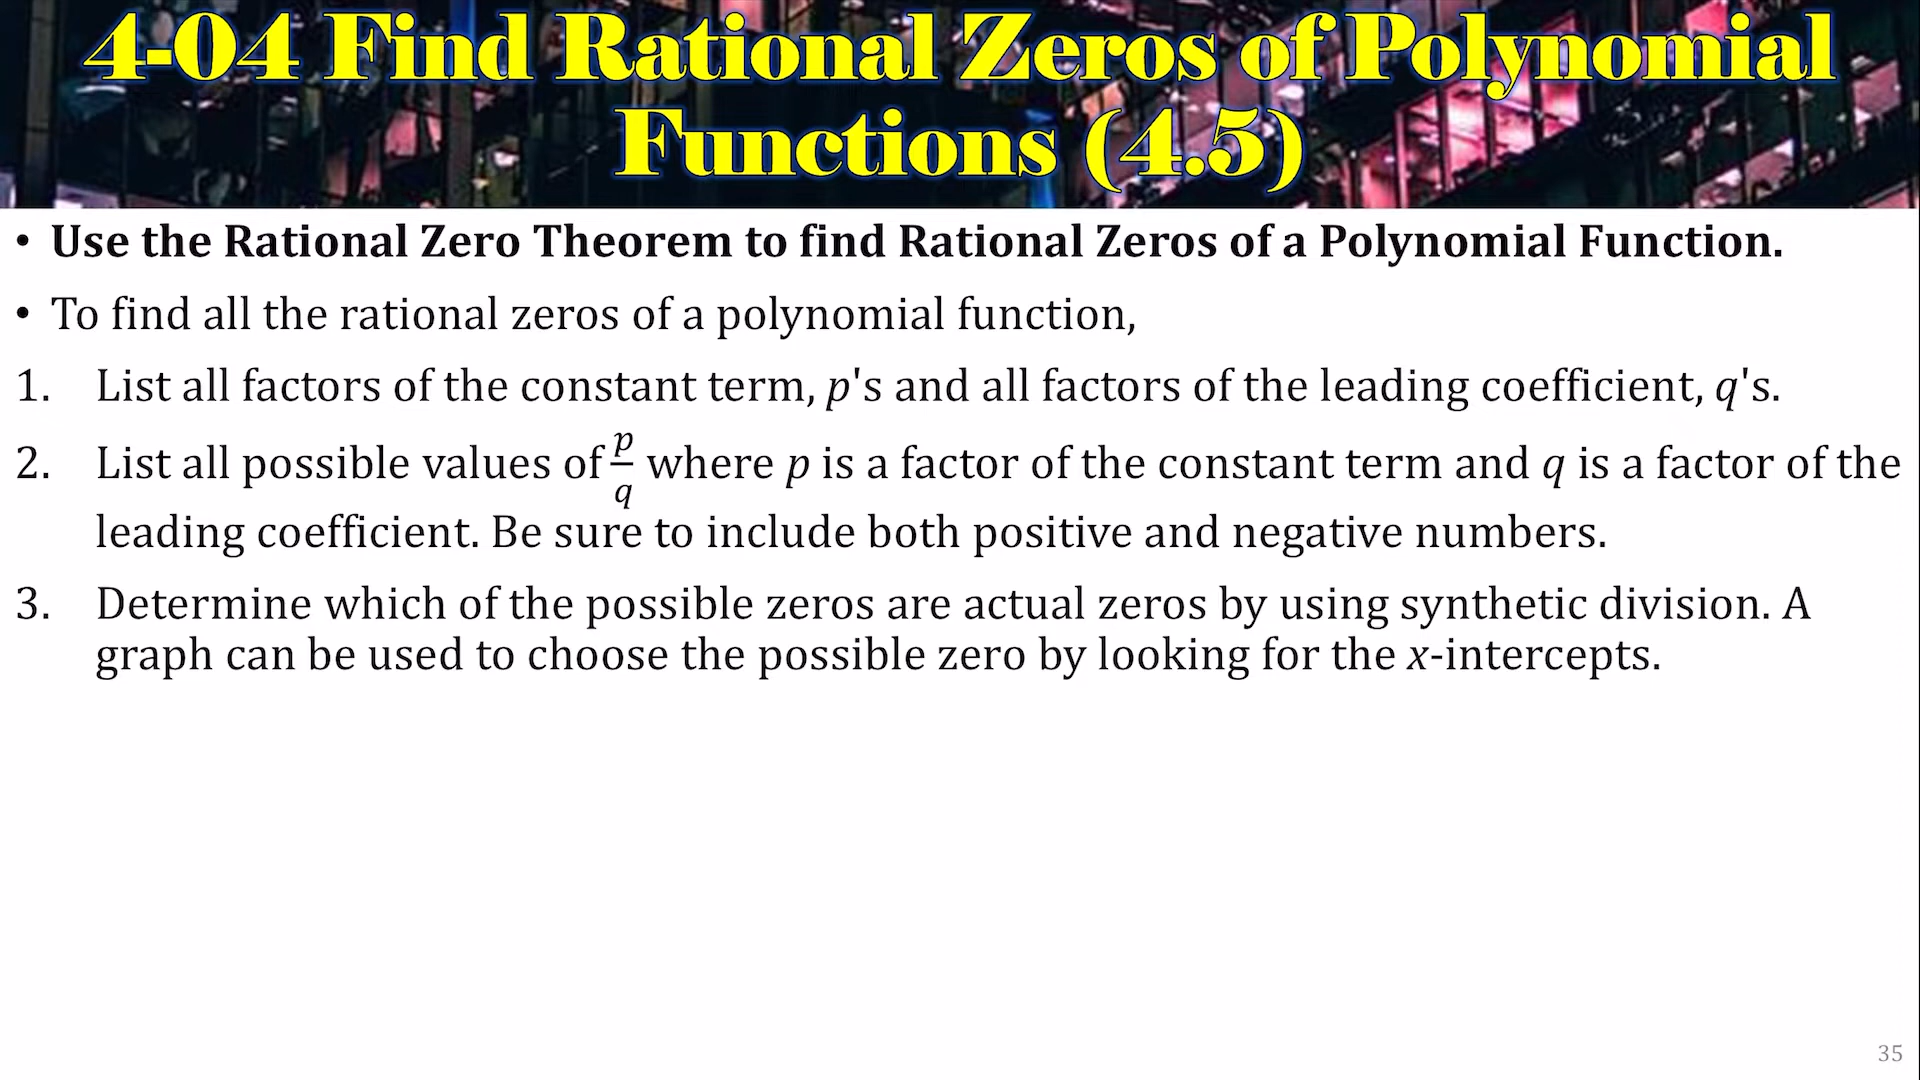 4-04 Find Rational Zeros of Polynomial
Functions (4.5)
• Use the Rational Zero Theorem to find Rational Zeros of a Polynomial Function.
• To find all the rational zeros of a polynomial function,
1. List all factors of the constant term, p's and all factors of the leading coefficient, q's.
2. List all possible values of p/q where p is a factor of the constant term and q is a factor of the
leading coefficient. Be sure to include both positive and negative numbers.
3. Determine which of the possible zeros are actual zeros by using synthetic division. A
graph can be used to choose the possible zero by looking for the x-intercepts.
35